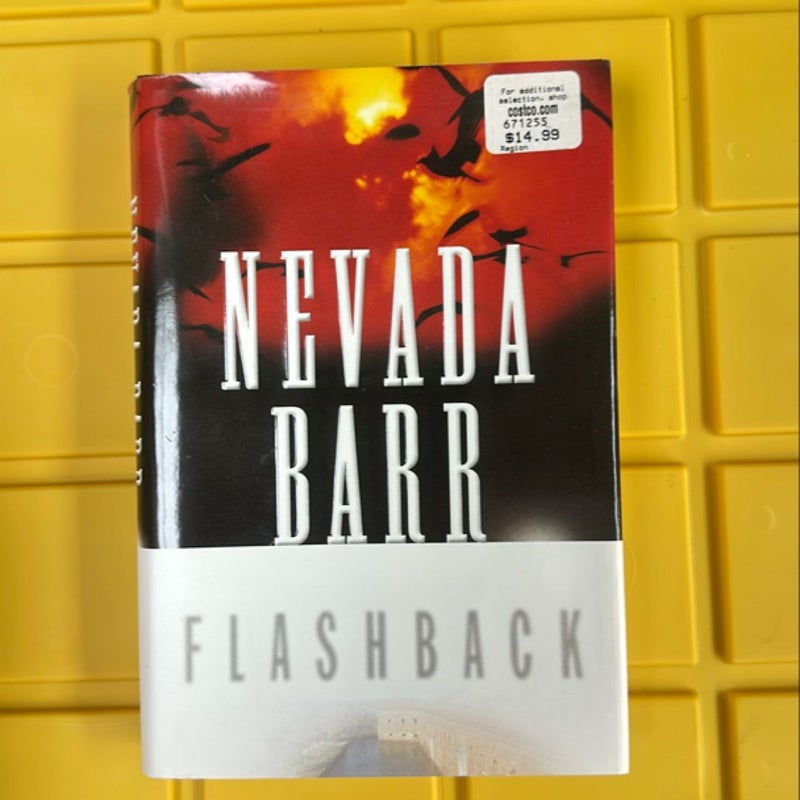 For additional
selection, shop
costco.com
671255
$14.99
Region
NEVADA
BARR
FLASHBACK
NEVADA BARR